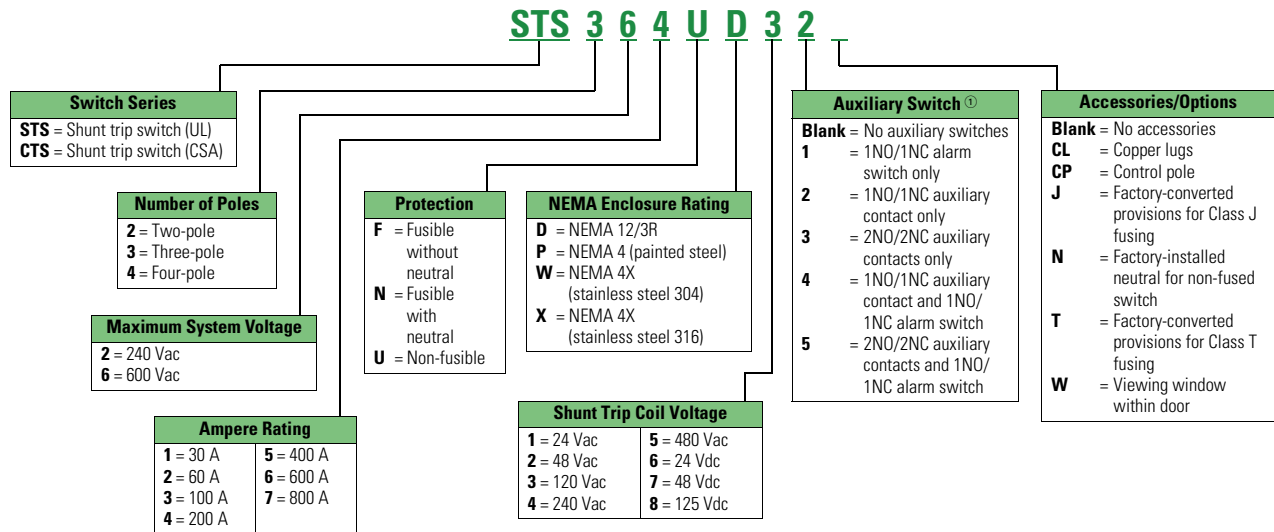 STS 3 6 4 U D 3 2 _
Switch Series
STS = Shunt trip switch (UL)
CTS = Shunt trip switch (CSA)
Number of Poles
2 = Two-pole
3 = Three-pole
4 = Four-pole
Maximum System Voltage
2 = 240 Vac
6 = 600 Vac
Ampere Rating
1 = 30 A
2 = 60 A
3 = 100 A
4 = 200 A
5 = 400 A
6 = 600 A
7 = 800 A
Protection
F = Fusible
without
neutral
N = Fusible
with
neutral
U = Non-fusible
NEMA Enclosure Rating
D = NEMA 12/3R
P = NEMA 4 (painted steel)
W = NEMA 4X
(stainless steel 304)
X = NEMA 4X
(stainless steel 316)
Shunt Trip Coil Voltage
1 = 24 Vac
2 = 48 Vac
3 = 120 Vac
4 = 240 Vac
5 = 480 Vac
6 = 24 Vdc
7 = 48 Vdc
8 = 125 Vdc
Auxiliary Switch ①
Blank = No auxiliary switches
1 = 1NO/1NC alarm
switch only
2 = 1NO/1NC auxiliary
contact only
3 = 2NO/2NC auxiliary
contacts only
4 = 1NO/1NC auxiliary
contact and 1NO/
1NC alarm switch
5 = 2NO/2NC auxiliary
contacts and 1NO/
1NC alarm switch
Accessories/Options
Blank = No accessories
CL = Copper lugs
CP = Control pole
J = Factory-converted
provisions for Class J
fusing
N = Factory-installed
neutral for non-fused
switch
T = Factory-converted
provisions for Class T
fusing
W = Viewing window
within door